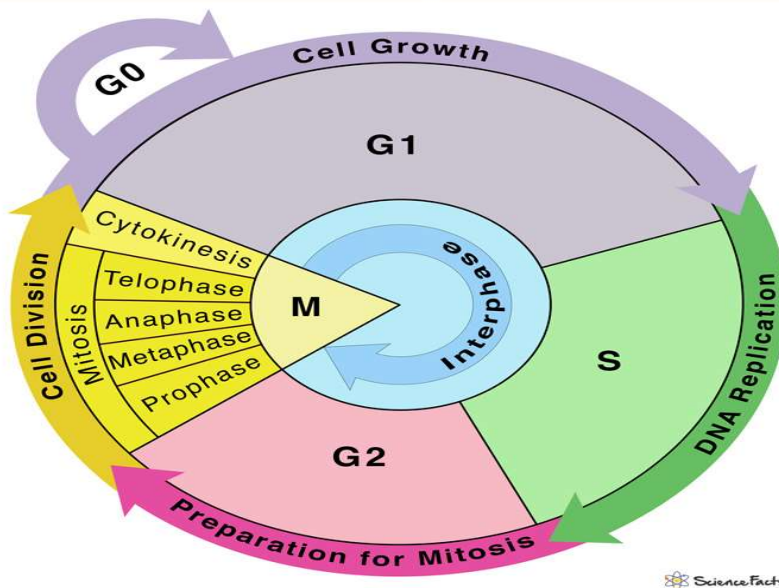 G0
Cell Growth
G1
Cytokinesis
Telophase
Anaphase
Metaphase
Prophase
Mitosis
Cell Division
M
Interphase
S
DNA Replication
G2
Preparation for Mitosis